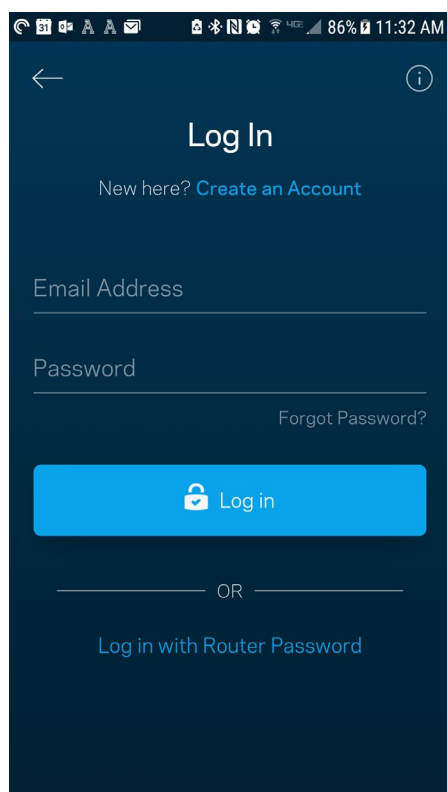 31 86% 11:32 AM
Log In
New here? Create an Account
Email Address
Password
Forgot Password?
Log in
OR
Log in with Router Password